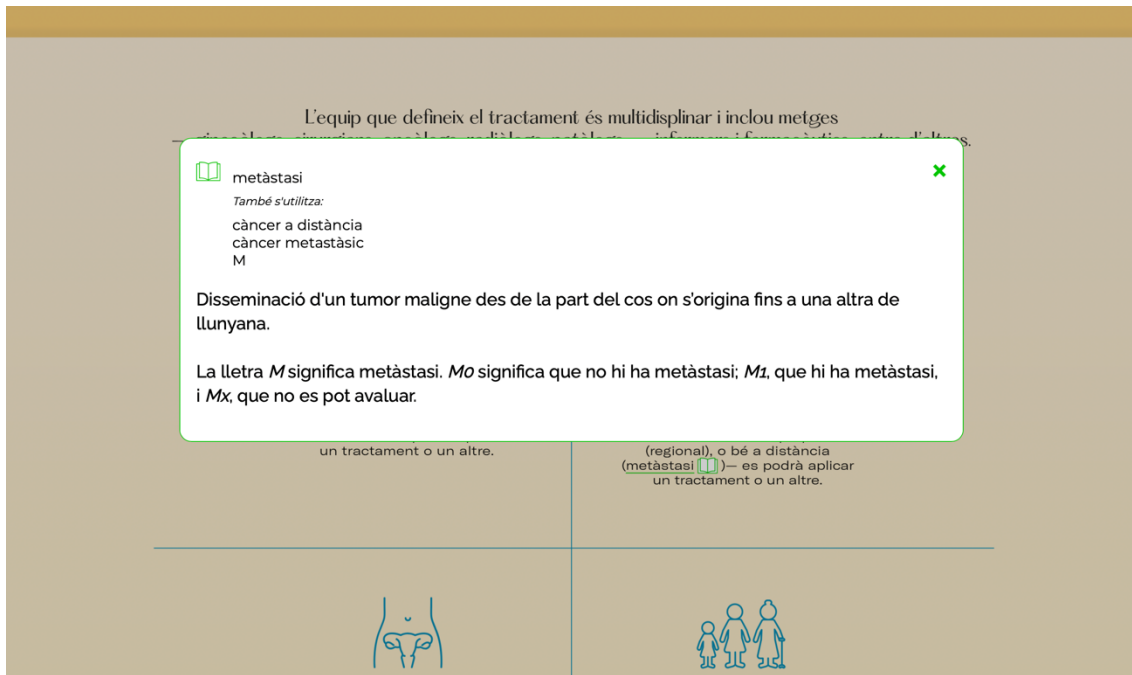 L'equip que defineix el tractament és multidisplinar i inclou metges
metàstasi
També s'utilitza:
càncer a distància
càncer metastàsic
M
Disseminació d'un tumor maligne des de la part del cos on s'origina fins a una altra de
llunyana.
La lletra M significa metàstasi. M0 significa que no hi ha metàstasi; M1, que hi ha metàstasi,
i Mx, que no es pot avaluar.
un tractament o un altre.
(regional), o bé a distància
(metàstasi )— es podrà aplicar
un tractament o un altre.